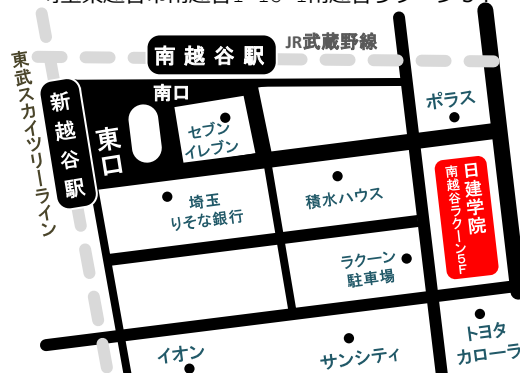 南越谷駅
JR武蔵野線
東武スカイツリーライン
新越谷駅
南口
東口
セブン
イレブン
ポラス
埼玉
りそな銀行
積水ハウス
日建学院
南越谷ラクーン5F
ラクーン
駐車場
イオン
サンシティ
トヨタ
カローラ